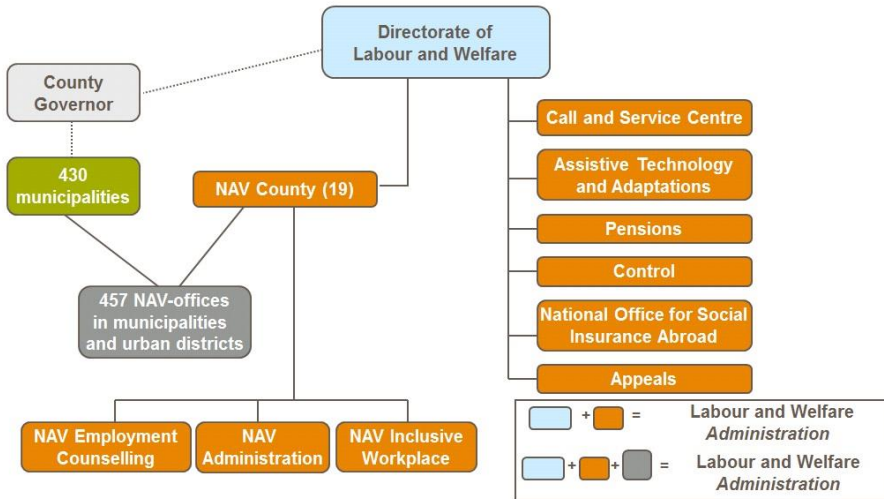 Directorate of
Labour and Welfare
County
Governor
430
municipalities
NAV County (19)
457 NAV-offices
in municipalities
and urban districts
NAV Employment
Counselling
NAV
Administration
NAV Inclusive
Workplace
Call and Service Centre
Assistive Technology
and Adaptations
Pensions
Control
National Office for Social
Insurance Abroad
Appeals
+ = Labour and Welfare
Administration
+ + = Labour and Welfare
Administration